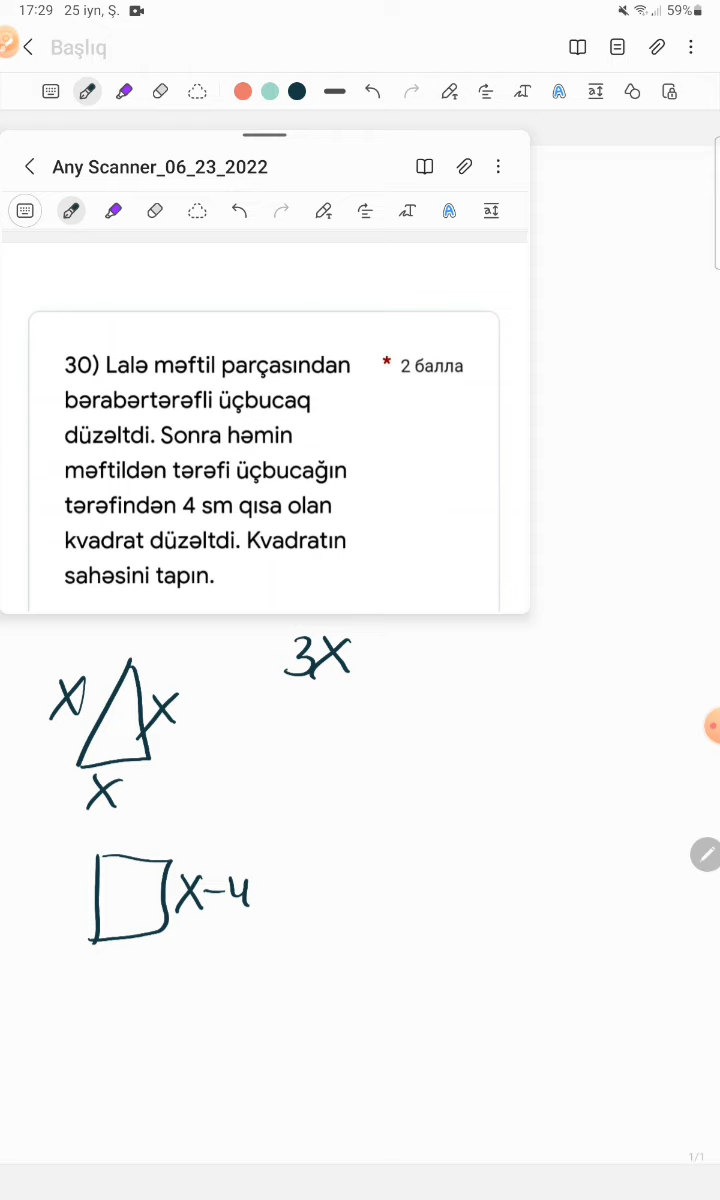 17:29 25 iyn, Ş. 59%
Başlıq
Any Scanner_06_23_2022
30) Lalə məftil parçasından * 2 балла
bərabərtərəfli üçbucaq
düzəltdi. Sonra həmin
məftildən tərəfi üçbucağın
tərəfindən 4 sm qısa olan
kvadrat düzəltdi. Kvadratın
sahəsini tapın.
3x
x x
x
x-4
1/1